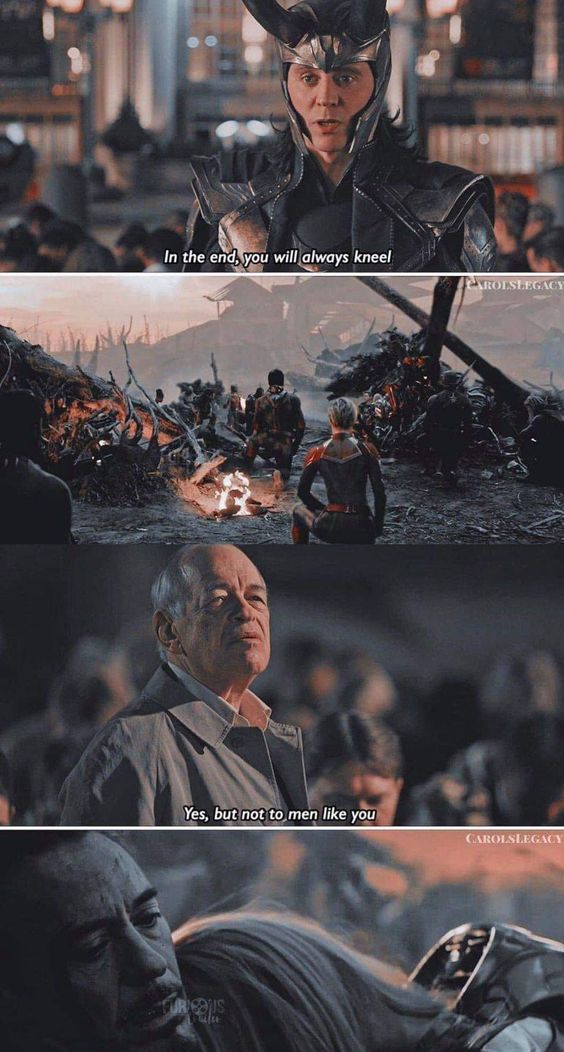 In the end, you will always kneel
CAROLSLEGACY
Yes, but not to men like you
CAROLSLEGACY